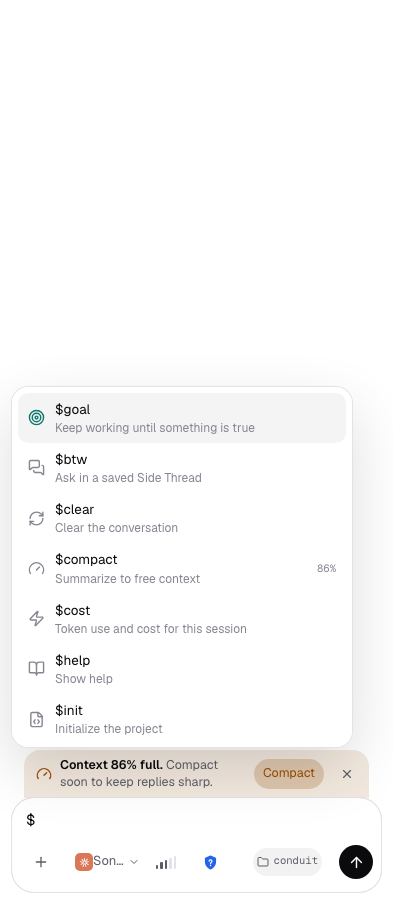 $goal
Keep working until something is true
$btw
Ask in a saved Side Thread
$clear
Clear the conversation
$compact
Summarize to free context
86%
$cost
Token use and cost for this session
$help
Show help
$init
Initialize the project
Context 86% full. Compact
soon to keep replies sharp.
Compact
$
Son...
conduit